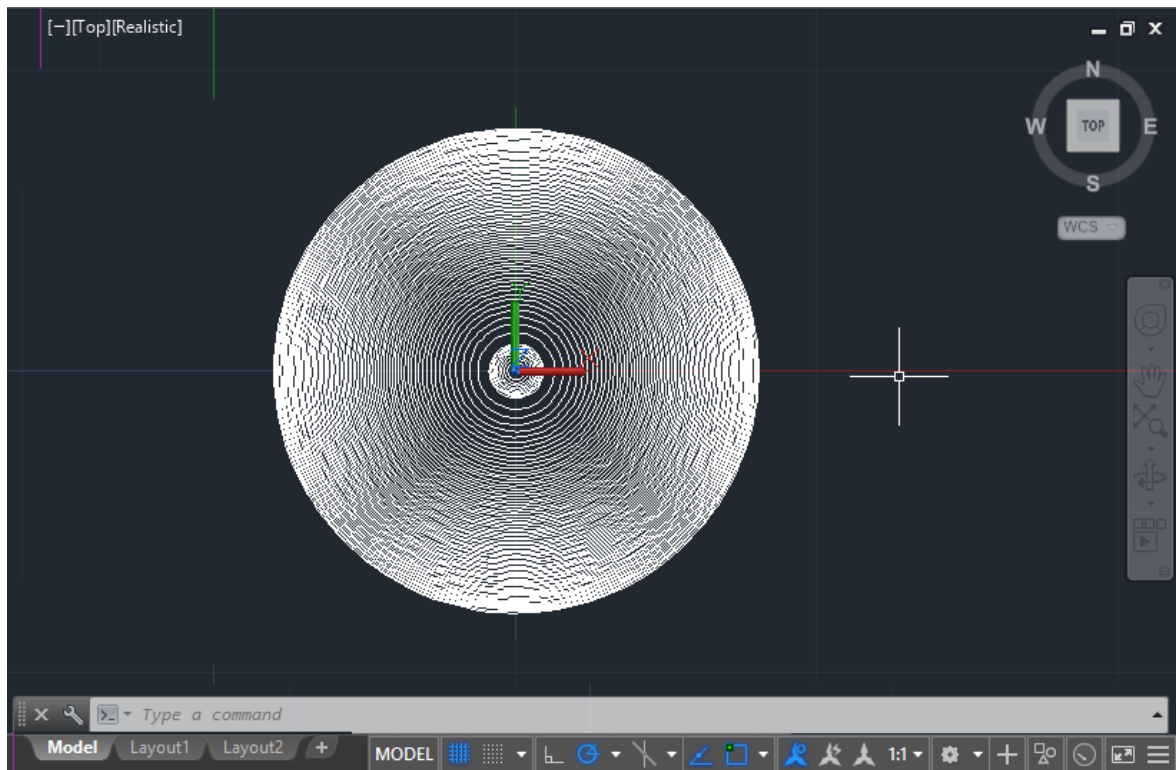 [−][Top][Realistic]
N
W TOP E
S
WCS
Y
Z
X
Type a command
Model Layout1 Layout2 +
MODEL 1:1